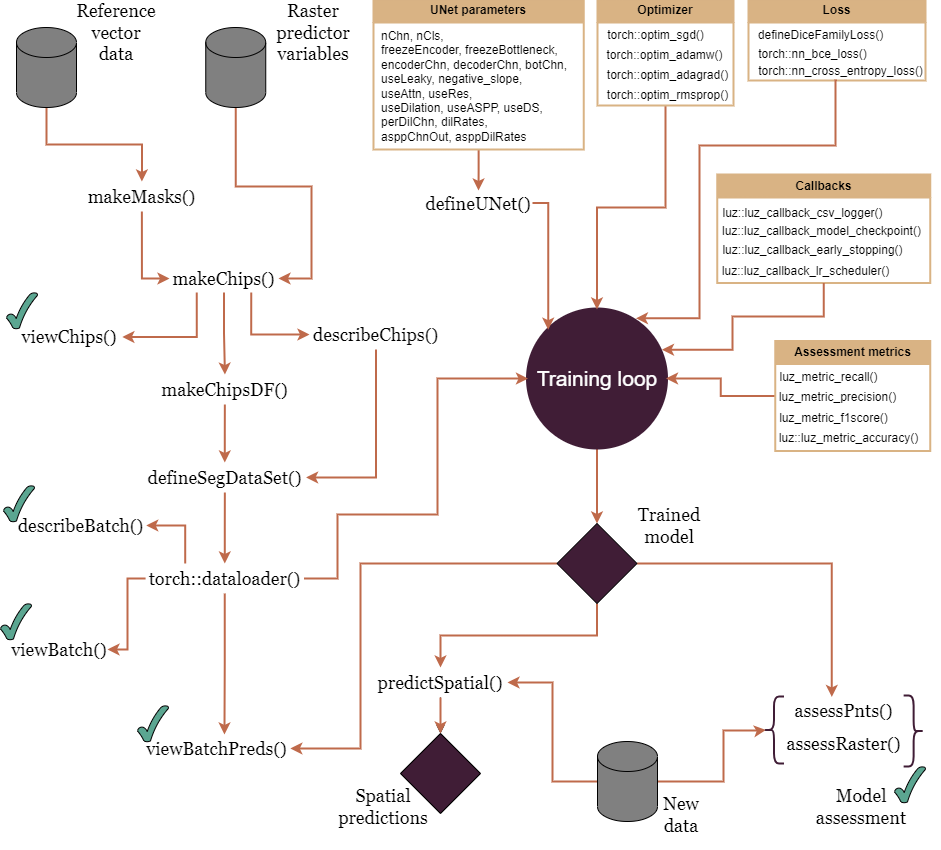 Reference
vector
data
Raster
predictor
variables
UNet parameters
nChn, nCls,
freezeEncoder, freezeBottleneck,
encoderChn, decoderChn, botChn,
useLeaky, negative_slope,
useAttn, useRes,
useDilation, useASPP, useDS,
perDilChn, dilRates,
asppChnOut, asppDilRates
Optimizer
torch::optim_sgd()
torch::optim_adamw()
torch::optim_adagrad()
torch::optim_rmsprop()
Loss
defineDiceFamilyLoss()
torch::nn_bce_loss()
torch::nn_cross_entropy_loss()
makeMasks()
defineUNet()
Callbacks
luz::luz_callback_csv_logger()
luz::luz_callback_model_checkpoint()
luz::luz_callback_early_stopping()
luz::luz_callback_lr_scheduler()
makeChips()
viewChips()
describeChips()
makeChipsDF()
Training loop
Assessment metrics
luz_metric_recall()
luz_metric_precision()
luz_metric_f1score()
luz::luz_metric_accuracy()
defineSegDataSet()
describeBatch()
Trained
model
torch::dataloader()
viewBatch()
predictSpatial()
assessPnts()
assessRaster()
viewBatchPreds()
Spatial
predictions
New
data
Model
assessment